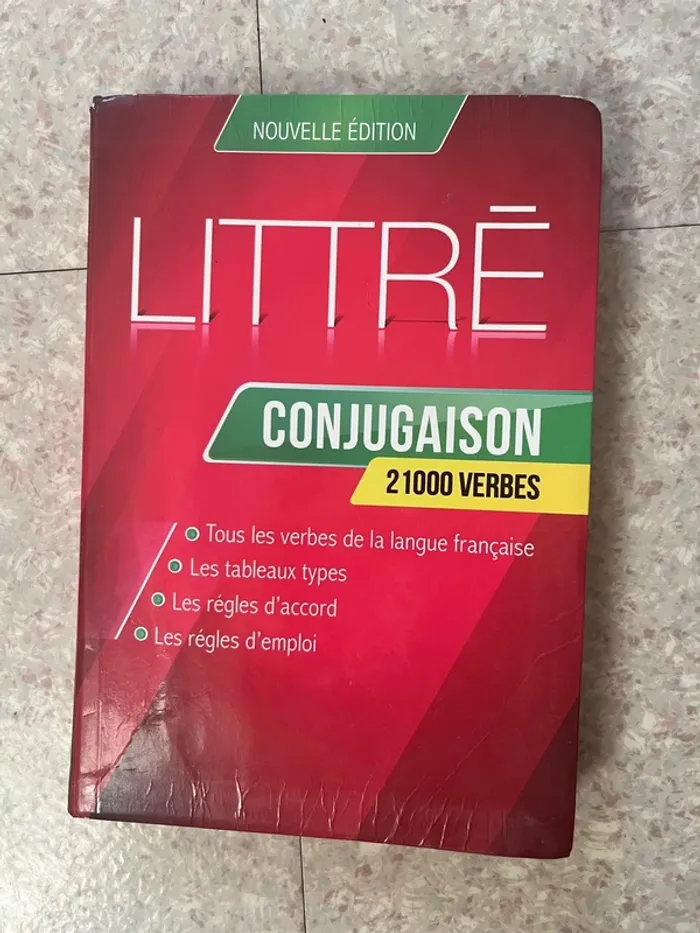 NOUVELLE ÉDITION
LITTRĒ
CONJUGAISON
21000 VERBES
Tous les verbes de la langue française
Les tableaux types
Les régles d'accord
Les régles d'emploi